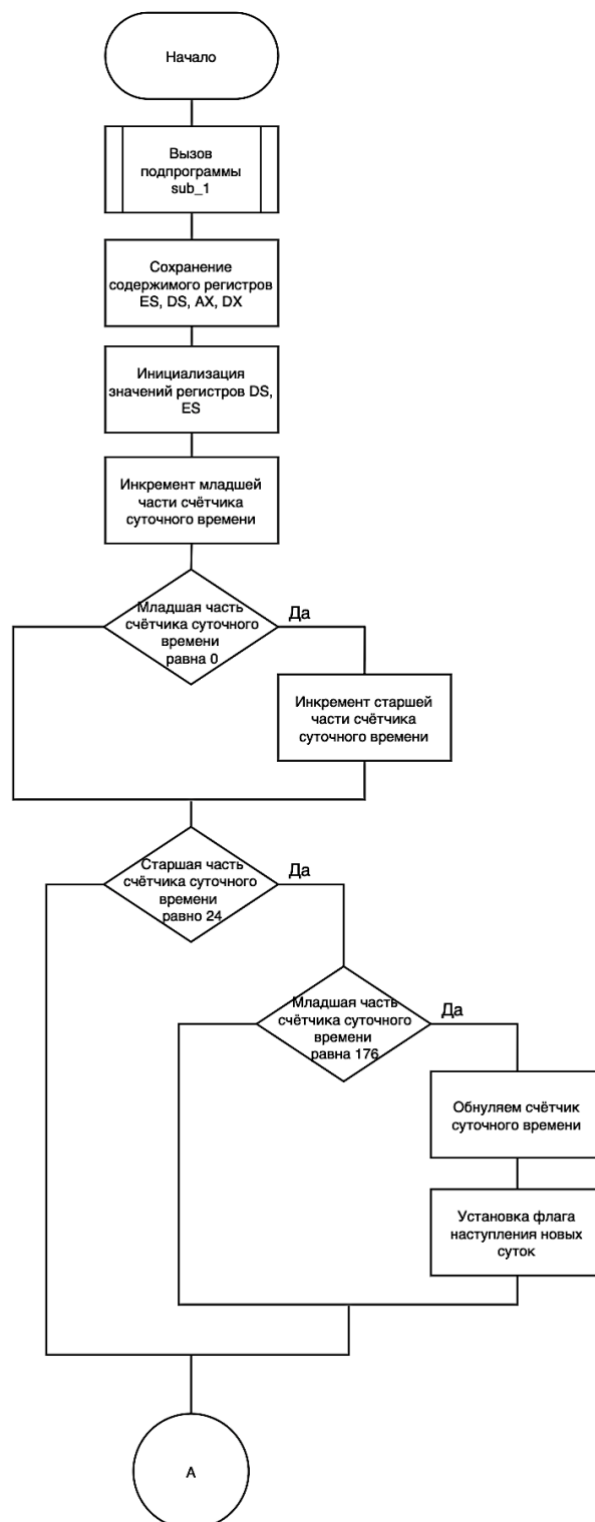 Начало
Вызов
подпрограммы
sub_1
Сохранение
содержимого регистров
ES, DS, AX, DX
Инициализация
значений регистров DS,
ES
Инкремент младшей
части счётчика
суточного времени
Младшая часть
счётчика суточного
времени
равна 0
Да
Инкремент старшей
части счётчика
суточного времени
Старшая часть
счётчика суточного
времени
равно 24
Да
Младшая часть
счётчика суточного
времени
равна 176
Да
Обнуляем счётчик
суточного времени
Установка флага
наступления новых
суток
А